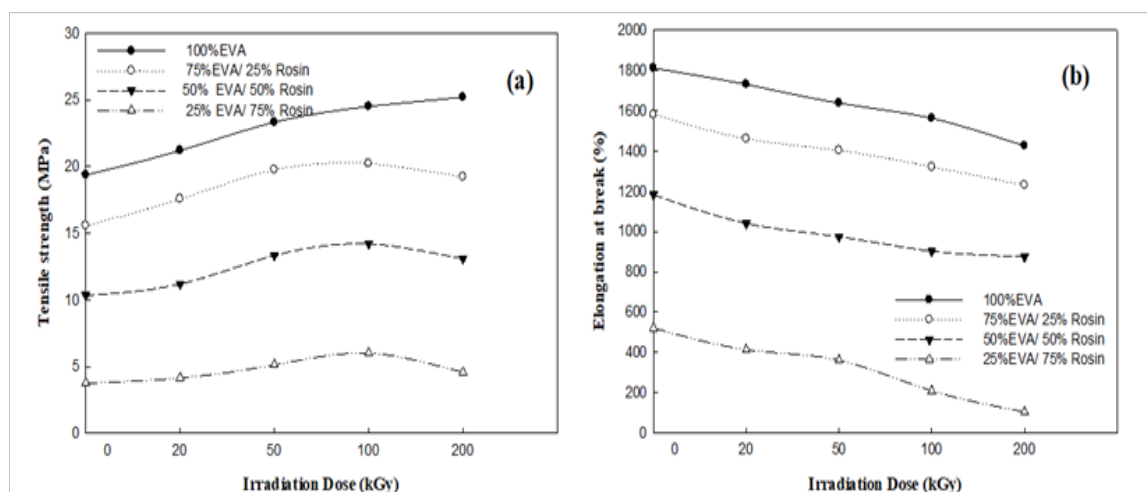 30
25
20
15
10
5
0
Tensile strength (MPa)
100%EVA
75%EVA/ 25% Rosin
50% EVA/ 50% Rosin
25% EVA/ 75% Rosin
(a)
0 20 50 100 200
Irradiation Dose (kGy)
2000
1800
1600
1400
1200
1000
800
600
400
200
0
Elongation at break (%)
(b)
100%EVA
75%EVA/ 25% Rosin
50%EVA/ 50% Rosin
25%EVA/ 75% Rosin
0 20 50 100 200
Irradiation Dose (kGy)